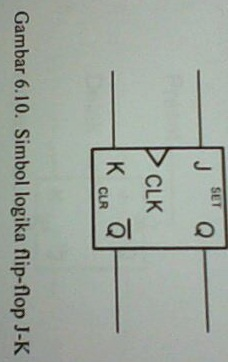 SET
J Q
CLK
K Q̅
CLR
Gambar 6.10. Simbol logika flip-flop J-K